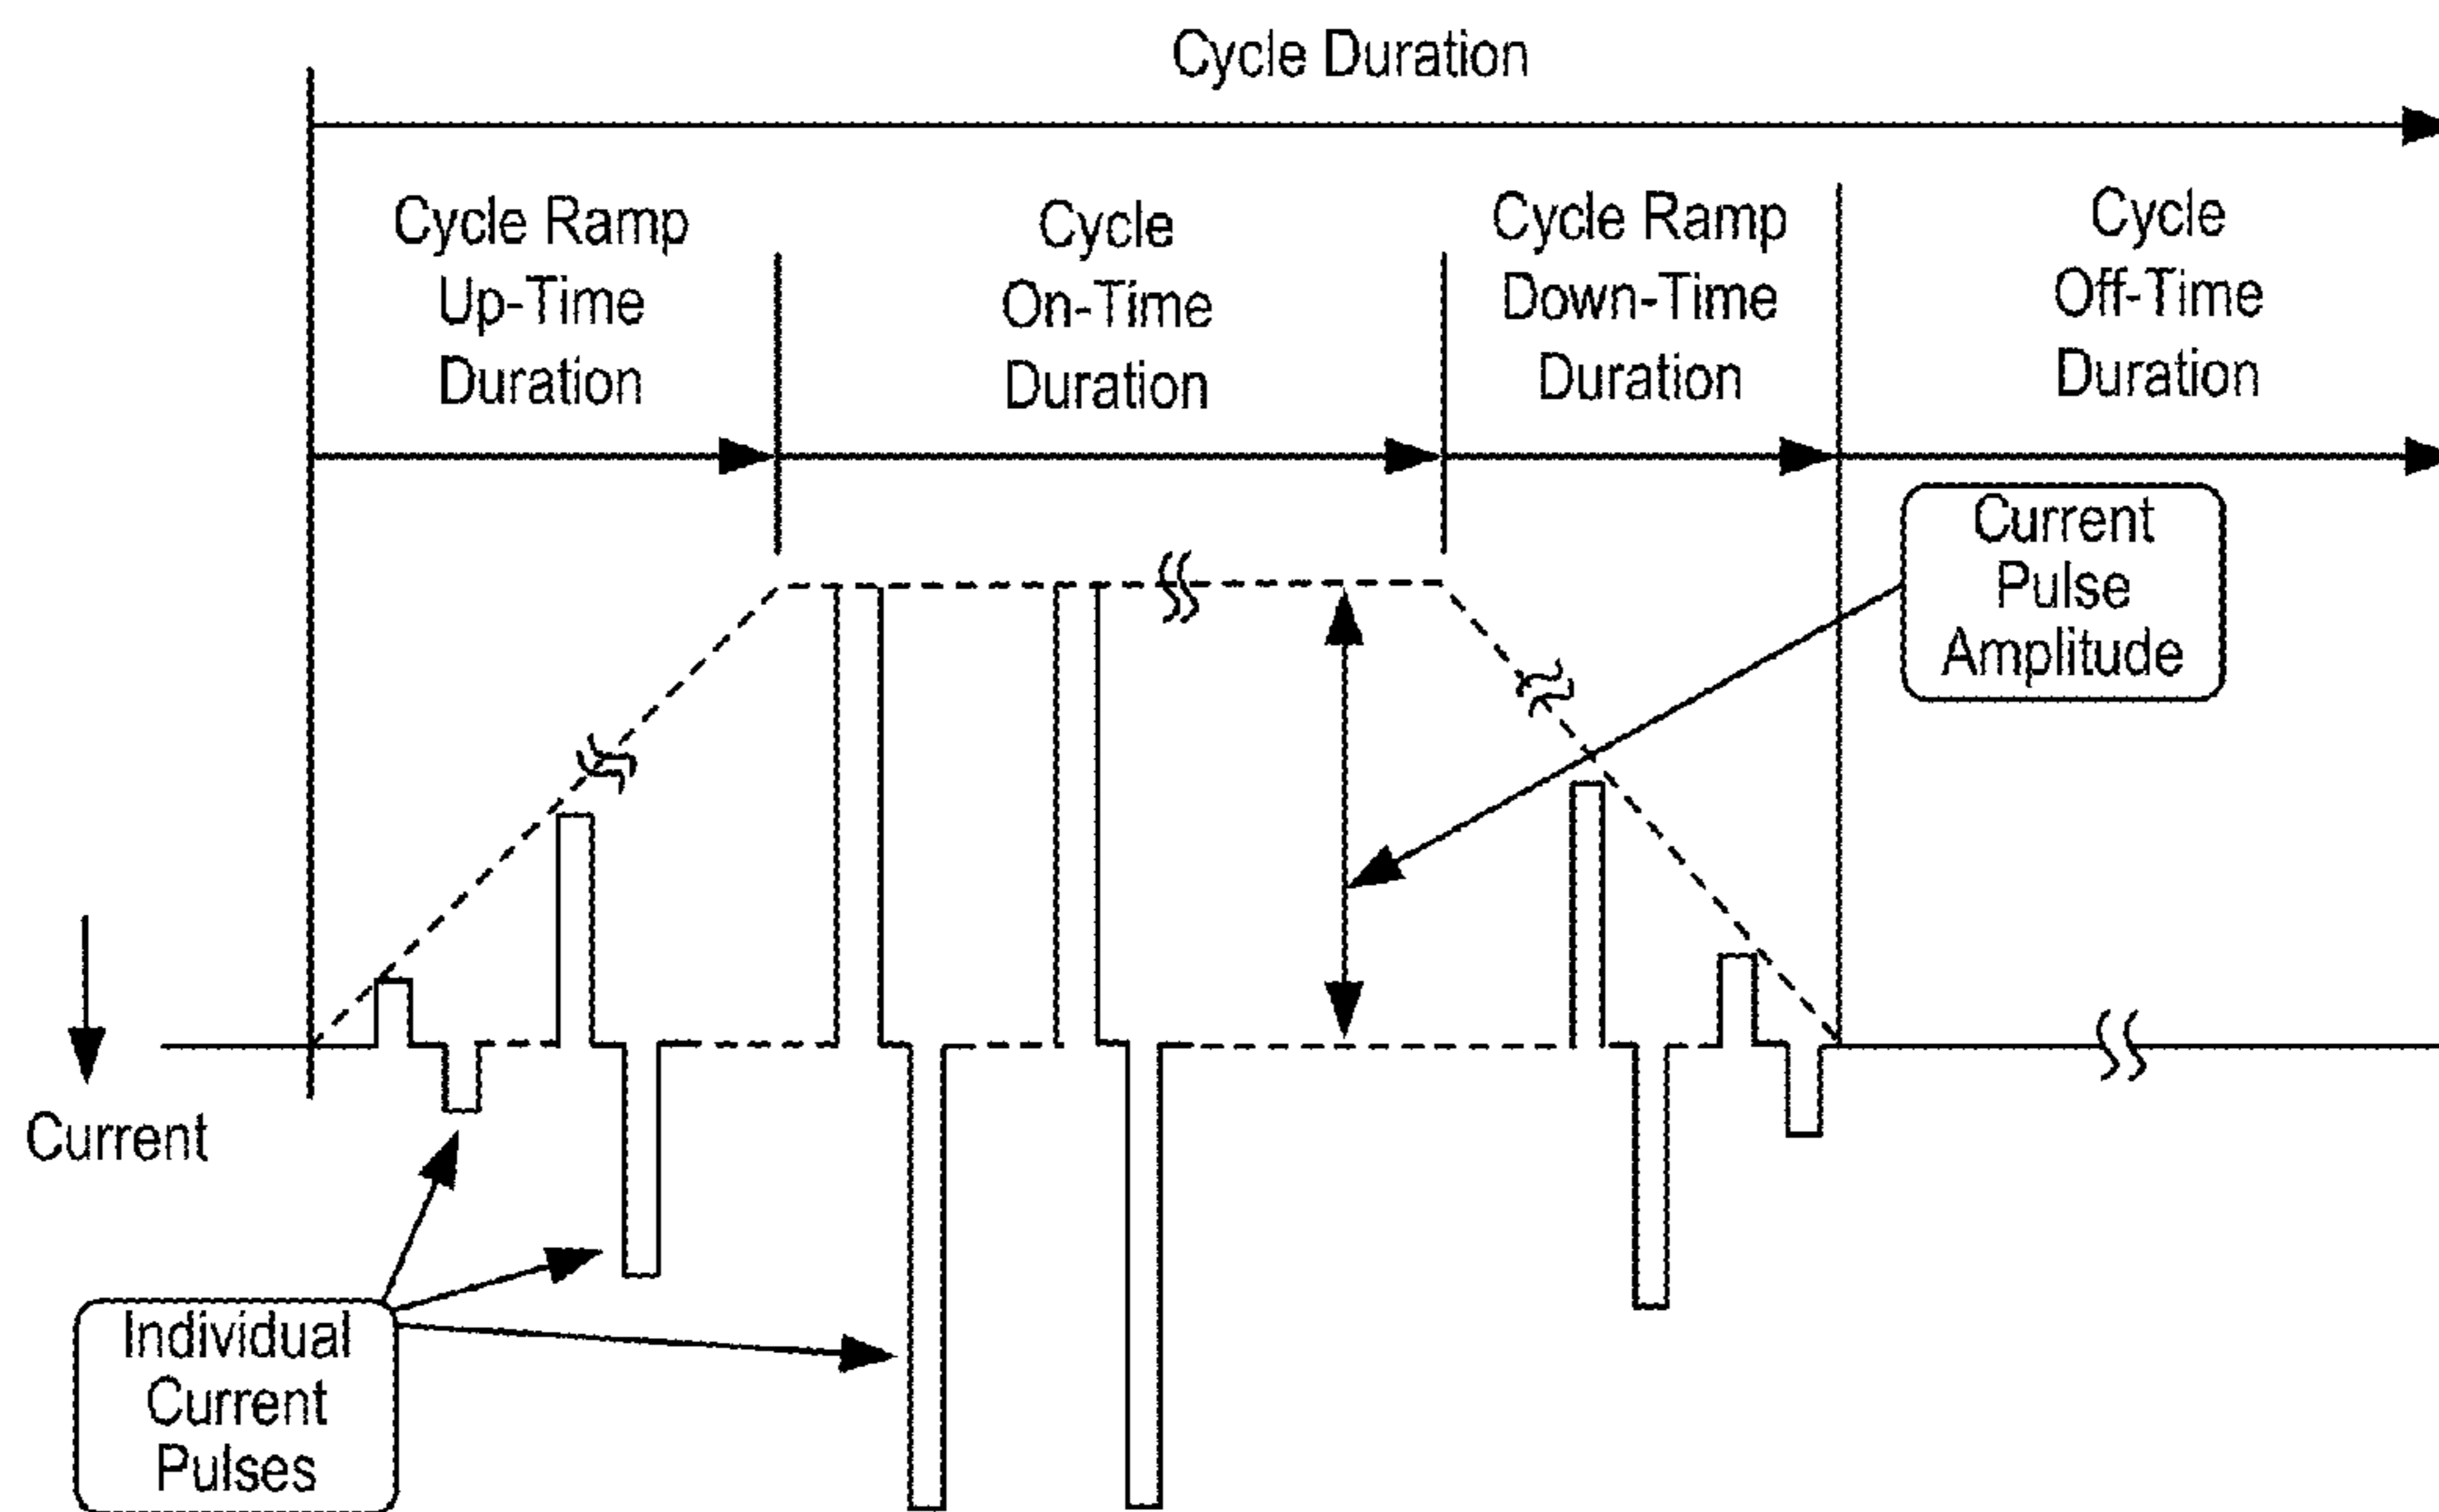 Cycle Duration
Cycle Ramp
Up-Time
Duration
Cycle
On-Time
Duration
Cycle Ramp
Down-Time
Duration
Cycle
Off-Time
Duration
Current
Pulse
Amplitude
Current
Individual
Current
Pulses